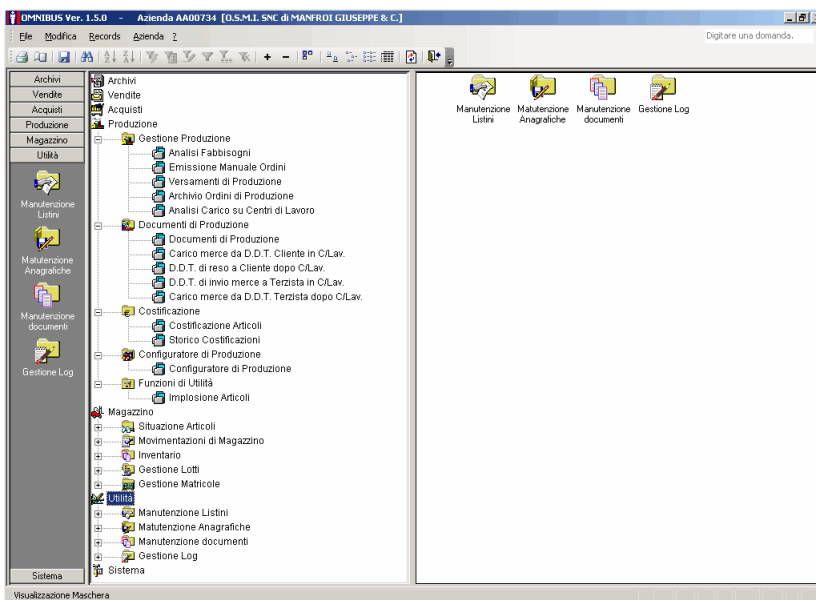 OMNIBUS Ver. 1.5.0 - Azienda AA00734 [O.S.M.I. SNC di MANFROI GIUSEPPE & C.]
File Modifica Records Azienda ?
Digitare una domanda.
Archivi
Vendite
Acquisti
Produzione
Magazzino
Utilità
Manutenzione
Listini
Matutenzione
Anagrafiche
Manutenzione
documenti
Gestione Log
Sistema
Archivi
Vendite
Acquisti
Produzione
Gestione Produzione
Analisi Fabbisogni
Emissione Manuale Ordini
Versamenti di Produzione
Archivio Ordini di Produzione
Analisi Carico su Centri di Lavoro
Documenti di Produzione
Documenti di Produzione
Carico merce da D.D.T. Cliente in C/Lav.
D.D.T. di reso a Cliente dopo C/Lav.
D.D.T. di invio merce a Terzista in C/Lav.
Carico merce da D.D.T. Terzista dopo C/Lav.
Costificazione
Costificazione Articoli
Storico Costificazioni
Configuratore di Produzione
Configuratore di Produzione
Funzioni di Utilità
Implosione Articoli
Magazzino
Situazione Articoli
Movimentazioni di Magazzino
Inventario
Gestione Lotti
Gestione Matricole
Utilità
Manutenzione Listini
Matutenzione Anagrafiche
Manutenzione documenti
Gestione Log
Sistema
Manutenzione Matutenzione Manutenzione Gestione Log
Listini Anagrafiche documenti
Visualizzazione Maschera